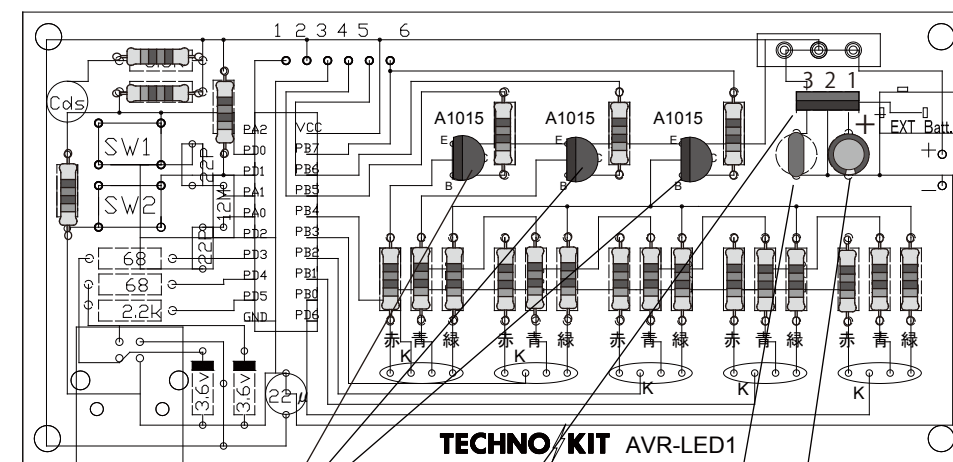 1 2 3 4 5 6
3 2 1
Cds
A1015
A1015
A1015
E
C
B
E
C
B
E
C
B
+
EXT Batt.
+
−
SW1
SW2
22P
22P
12M
PA2
PD0
PD1
PA1
PA0
PD2
PD3
PD4
PD5
GND
VCC
PB7
PB6
PB5
PB4
PB3
PB2
PB1
PB0
PD6
68
68
2.2k
3.6v
3.6v
22μ
赤 青 緑
赤 青 緑
赤 青 緑
赤 青 緑
赤 青 緑
K
K
K
K
K
TECHNO KIT AVR-LED1